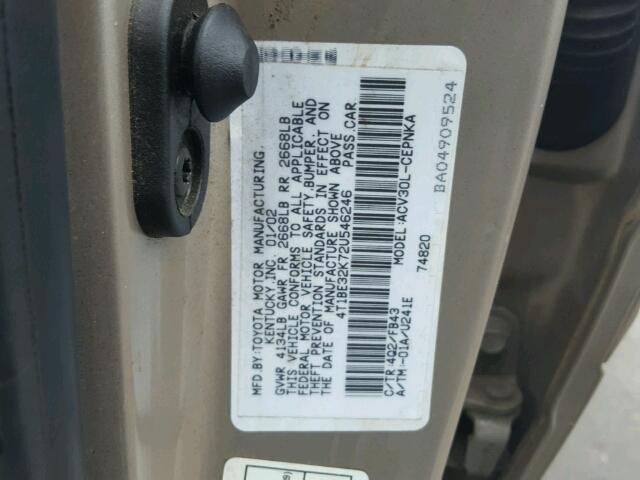 MFD. BY:TOYOTA MOTOR MANUFACTURING,
KENTUCKY,INC. 01/02
GVWR 4134LB GAWR FR 2668LB RR 2668LB
THIS VEHICLE CONFORMS TO ALL APPLICABLE
FEDERAL MOTOR VEHICLE SAFETY,BUMPER, AND
THEFT PREVENTION STANDARDS IN EFFECT ON
THE DATE OF MANUFACTURE SHOWN ABOVE
4T1BE32K72U546246 PASS.CAR
C/TR:4Q2/FB43 MODEL:ACV30L-CEPNKA
A/TM:-01A/U241E 74820
BA04909524